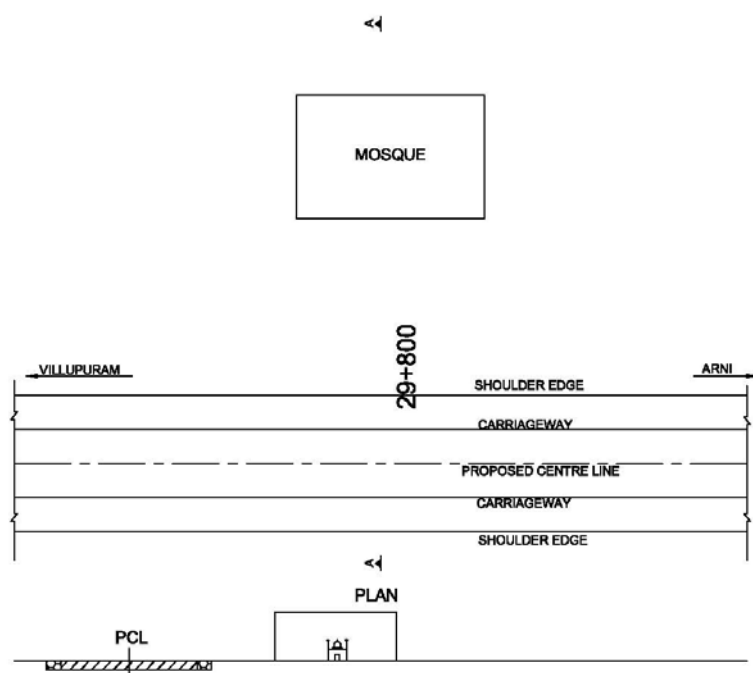 A
MOSQUE
29+800
VILLUPURAM
ARNI
SHOULDER EDGE
CARRIAGEWAY
PROPOSED CENTRE LINE
CARRIAGEWAY
SHOULDER EDGE
A
PLAN
PCL